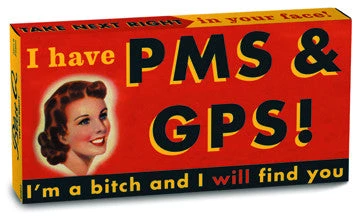 TAKE NEXT RIGHT in your face!
I have PMS &
GPS!
I'm a bitch and I will find you